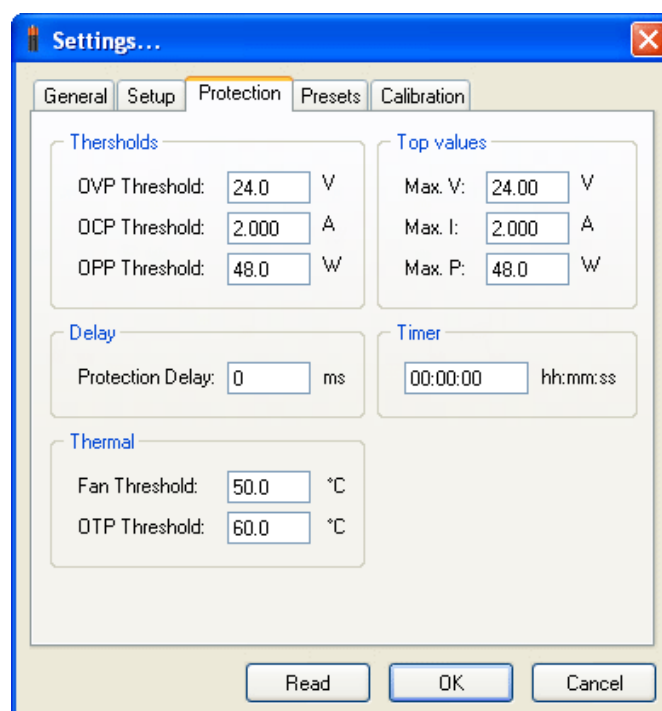 Settings...
General Setup Protection Presets Calibration
Thersholds
OVP Threshold: 24.0 V
OCP Threshold: 2.000 A
OPP Threshold: 48.0 W
Top values
Max. V: 24.00 V
Max. I: 2.000 A
Max. P: 48.0 W
Delay
Protection Delay: 0 ms
Timer
00:00:00 hh:mm:ss
Thermal
Fan Threshold: 50.0 °C
OTP Threshold: 60.0 °C
Read OK Cancel